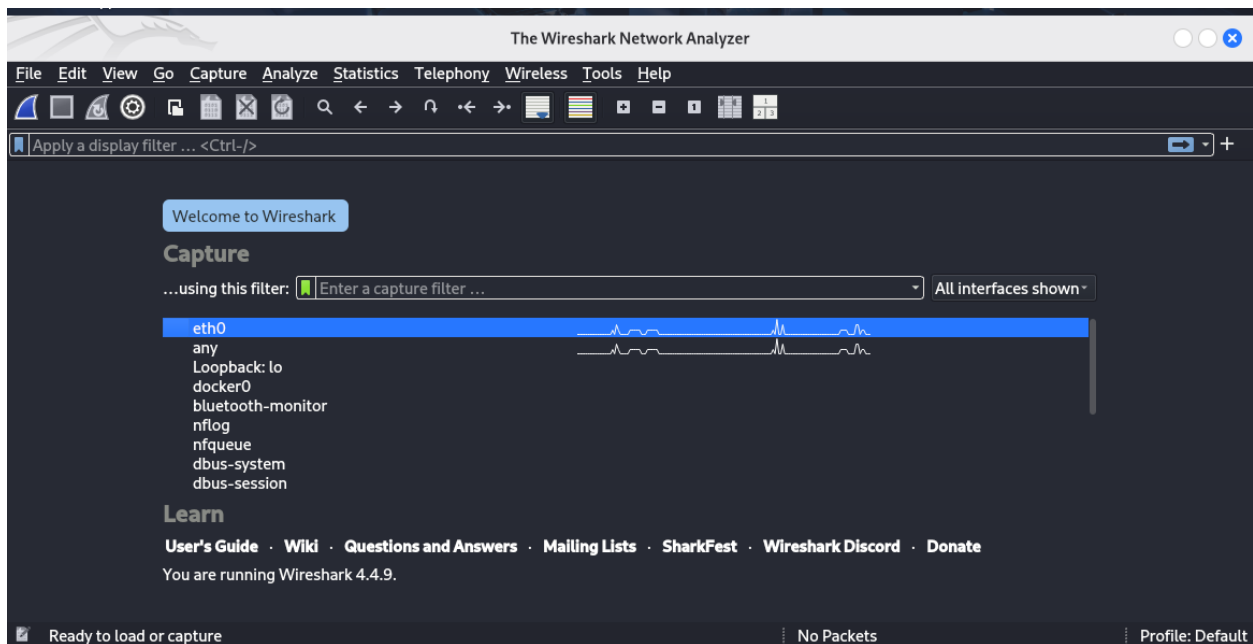 The Wireshark Network Analyzer
File Edit View Go Capture Analyze Statistics Telephony Wireless Tools Help
Apply a display filter ... <Ctrl-/>
Welcome to Wireshark
Capture
...using this filter: Enter a capture filter ... All interfaces shown
eth0
any
Loopback: lo
docker0
bluetooth-monitor
nflog
nfqueue
dbus-system
dbus-session
Learn
User's Guide · Wiki · Questions and Answers · Mailing Lists · SharkFest · Wireshark Discord · Donate
You are running Wireshark 4.4.9.
Ready to load or capture No Packets Profile: Default